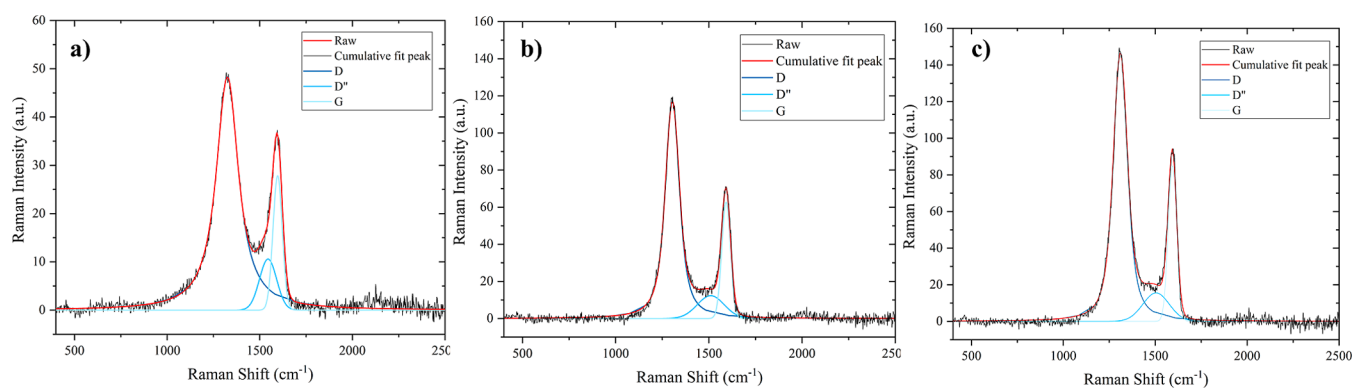 a)
60
50
40
30
20
10
0
Raman Intensity (a.u.)
Raw
Cumulative fit peak
D
D"
G
500
1000
1500
2000
250
Raman Shift (cm-1)
b)
160
140
120
100
80
60
40
20
0
Raman Intensity (a.u.)
Raw
Cumulative fit peak
D
D"
G
500
1000
1500
2000
250
Raman Shift (cm-1)
c)
160
140
120
100
80
60
40
20
0
Raman Intensity (a.u.)
Raw
Cumulative fit peak
D
D"
G
500
1000
1500
2000
2500
Raman Shift (cm-1)